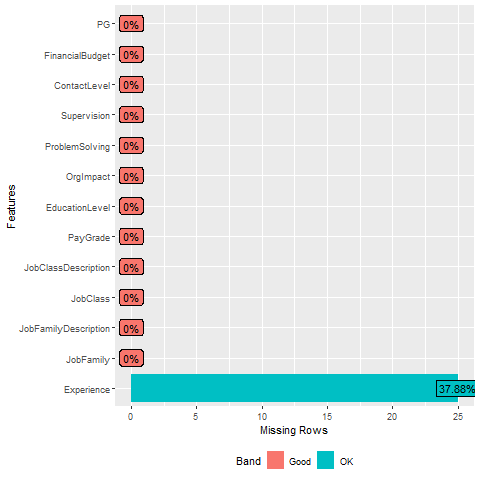 PG 0%
FinancialBudget 0%
ContactLevel 0%
Supervision 0%
ProblemSolving 0%
OrgImpact 0%
EducationLevel 0%
PayGrade 0%
JobClassDescription 0%
JobClass 0%
JobFamilyDescription 0%
JobFamily 0%
Experience 37.88%
Features
0 5 10 15 20 25
Missing Rows
Band Good OK